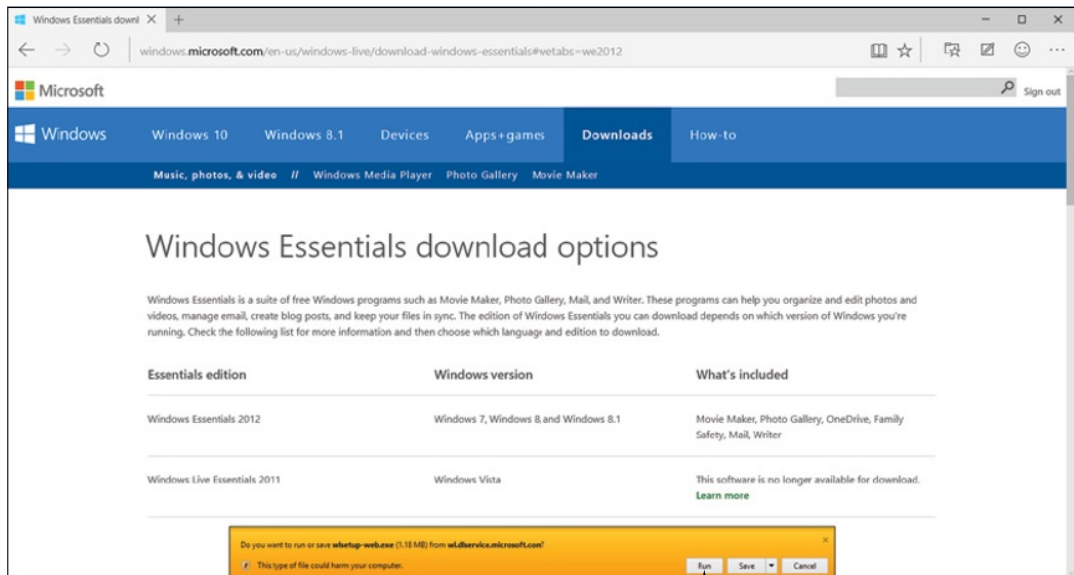 Windows Essentials downl
windows.microsoft.com/en-us/windows-live/download-windows-essentials#wetabs=we2012
Microsoft
Sign out
Windows Windows 10 Windows 8.1 Devices Apps+games Downloads How-to
Music, photos, & video // Windows Media Player Photo Gallery Movie Maker
Windows Essentials download options
Windows Essentials is a suite of free Windows programs such as Movie Maker, Photo Gallery, Mail, and Writer. These programs can help you organize and edit photos and
videos, manage email, create blog posts, and keep your files in sync. The edition of Windows Essentials you can download depends on which version of Windows you're
running. Check the following list for more information and then choose which language and edition to download.
Essentials edition Windows version What's included
Windows Essentials 2012 Windows 7, Windows 8, and Windows 8.1 Movie Maker, Photo Gallery, OneDrive, Family
Safety, Mail, Writer
Windows Live Essentials 2011 Windows Vista This software is no longer available for download.
Learn more
Do you want to run or save wlsetup-web.exe (1.18 MB) from wl.dlservice.microsoft.com?
This type of file could harm your computer. Run Save Cancel